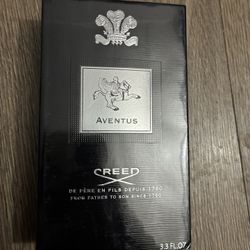 AVENTUS
CREED
DE PÈRE EN FILS DEPUIS 1760
FROM FATHER TO SON SINCE 1760
3.3 FL.OZ